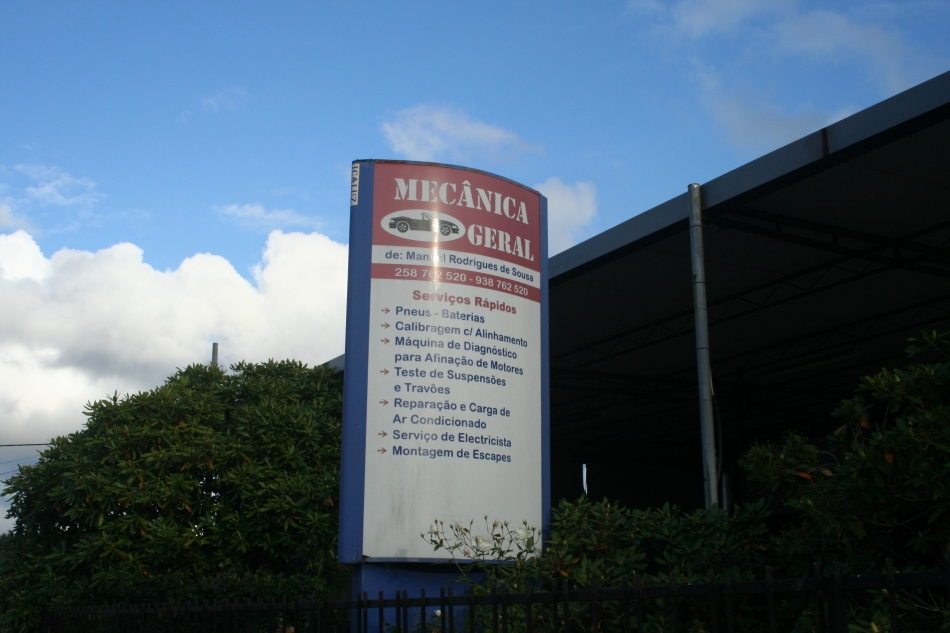 MECÂNICA
GERAL
de: Manuel Rodrigues de Sousa
258 762 520 - 938 762 520
Serviços Rápidos
Pneus - Baterias
Calibragem c/ Alinhamento
Máquina de Diagnóstico
para Afinação de Motores
Teste de Suspensões
e Travões
Reparação e Carga de
Ar Condicionado
Serviço de Electricista
Montagem de Escapes